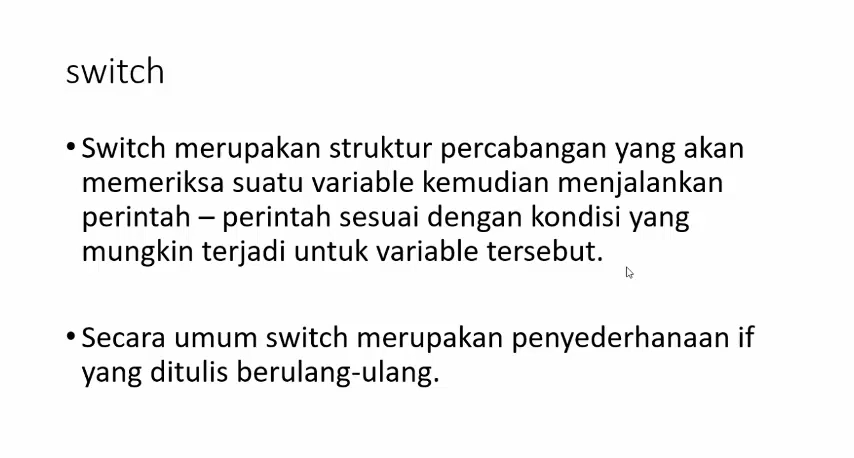 switch
• Switch merupakan struktur percabangan yang akan
memeriksa suatu variable kemudian menjalankan
perintah – perintah sesuai dengan kondisi yang
mungkin terjadi untuk variable tersebut.
• Secara umum switch merupakan penyederhanaan if
yang ditulis berulang-ulang.